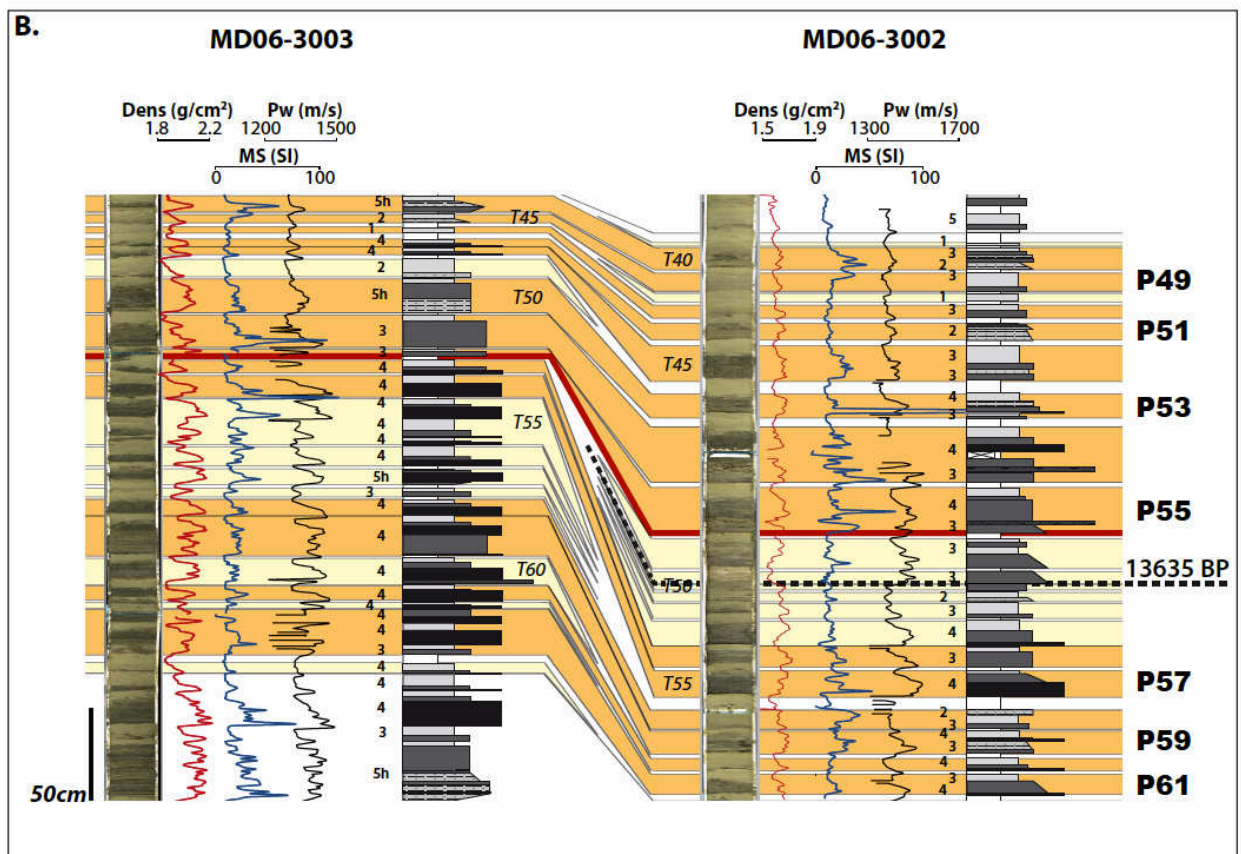 B.
MD06-3003
MD06-3002
Dens (g/cm²)
Pw (m/s)
1.8
2.2
1200
1500
MS (SI)
0
100
Dens (g/cm²)
Pw (m/s)
1.5
1.9
1300
1700
MS (SI)
0
100
5h
2
1
4
4
2
5h
3
3
4
4
4
4
4
4
5h
3
4
4
4
4
4
4
4
3
4
4
4
3
5h
T45
T50
T55
T60
T40
T45
T50
T55
5
1
3
2
3
1
3
2
3
3
4
3
4
3
4
3
3
3
2
3
4
3
4
2
3
4
3
4
3
4
P49
P51
P53
P55
13635 BP
P57
P59
P61
50cm